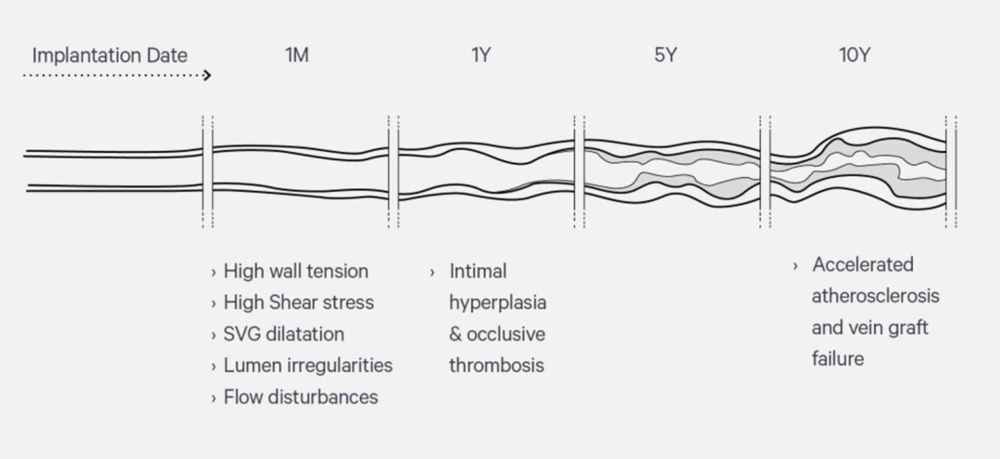 Implantation Date
1M
1Y
5Y
10Y
› High wall tension
› High Shear stress
› SVG dilatation
› Lumen irregularities
› Flow disturbances
› Intimal
hyperplasia
& occlusive
thrombosis
› Accelerated
atherosclerosis
and vein graft
failure